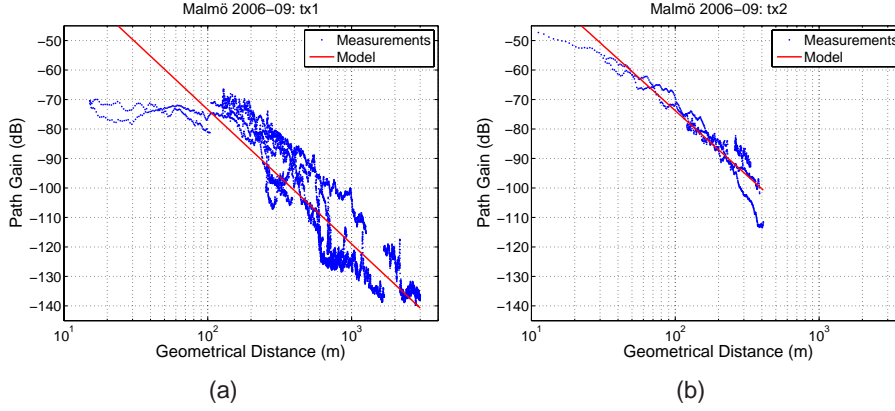 Malmö 2006−09: tx1
−50
−60
−70
−80
−90
−100
−110
−120
−130
−140
Path Gain (dB)
Measurements
Model
10^1
10^2
10^3
Geometrical Distance (m)
(a)
Malmö 2006−09: tx2
−50
−60
−70
−80
−90
−100
−110
−120
−130
−140
Path Gain (dB)
Measurements
Model
10^1
10^2
10^3
Geometrical Distance (m)
(b)